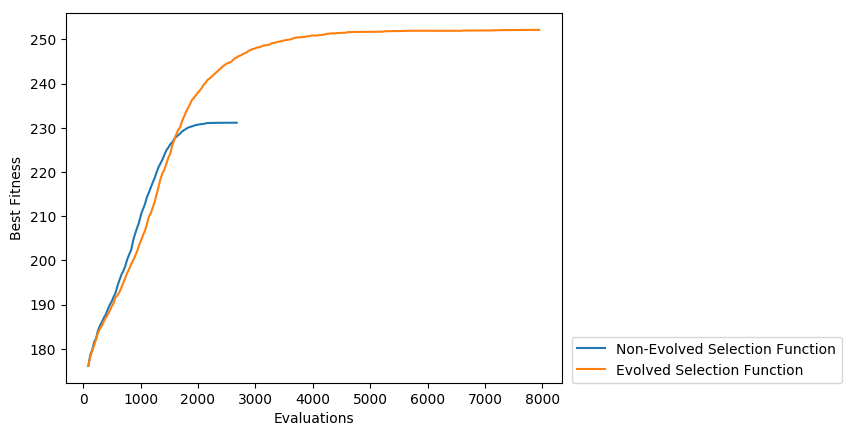 Best Fitness
250
240
230
220
210
200
190
180
0 1000 2000 3000 4000 5000 6000 7000 8000
Evaluations
Non-Evolved Selection Function
Evolved Selection Function